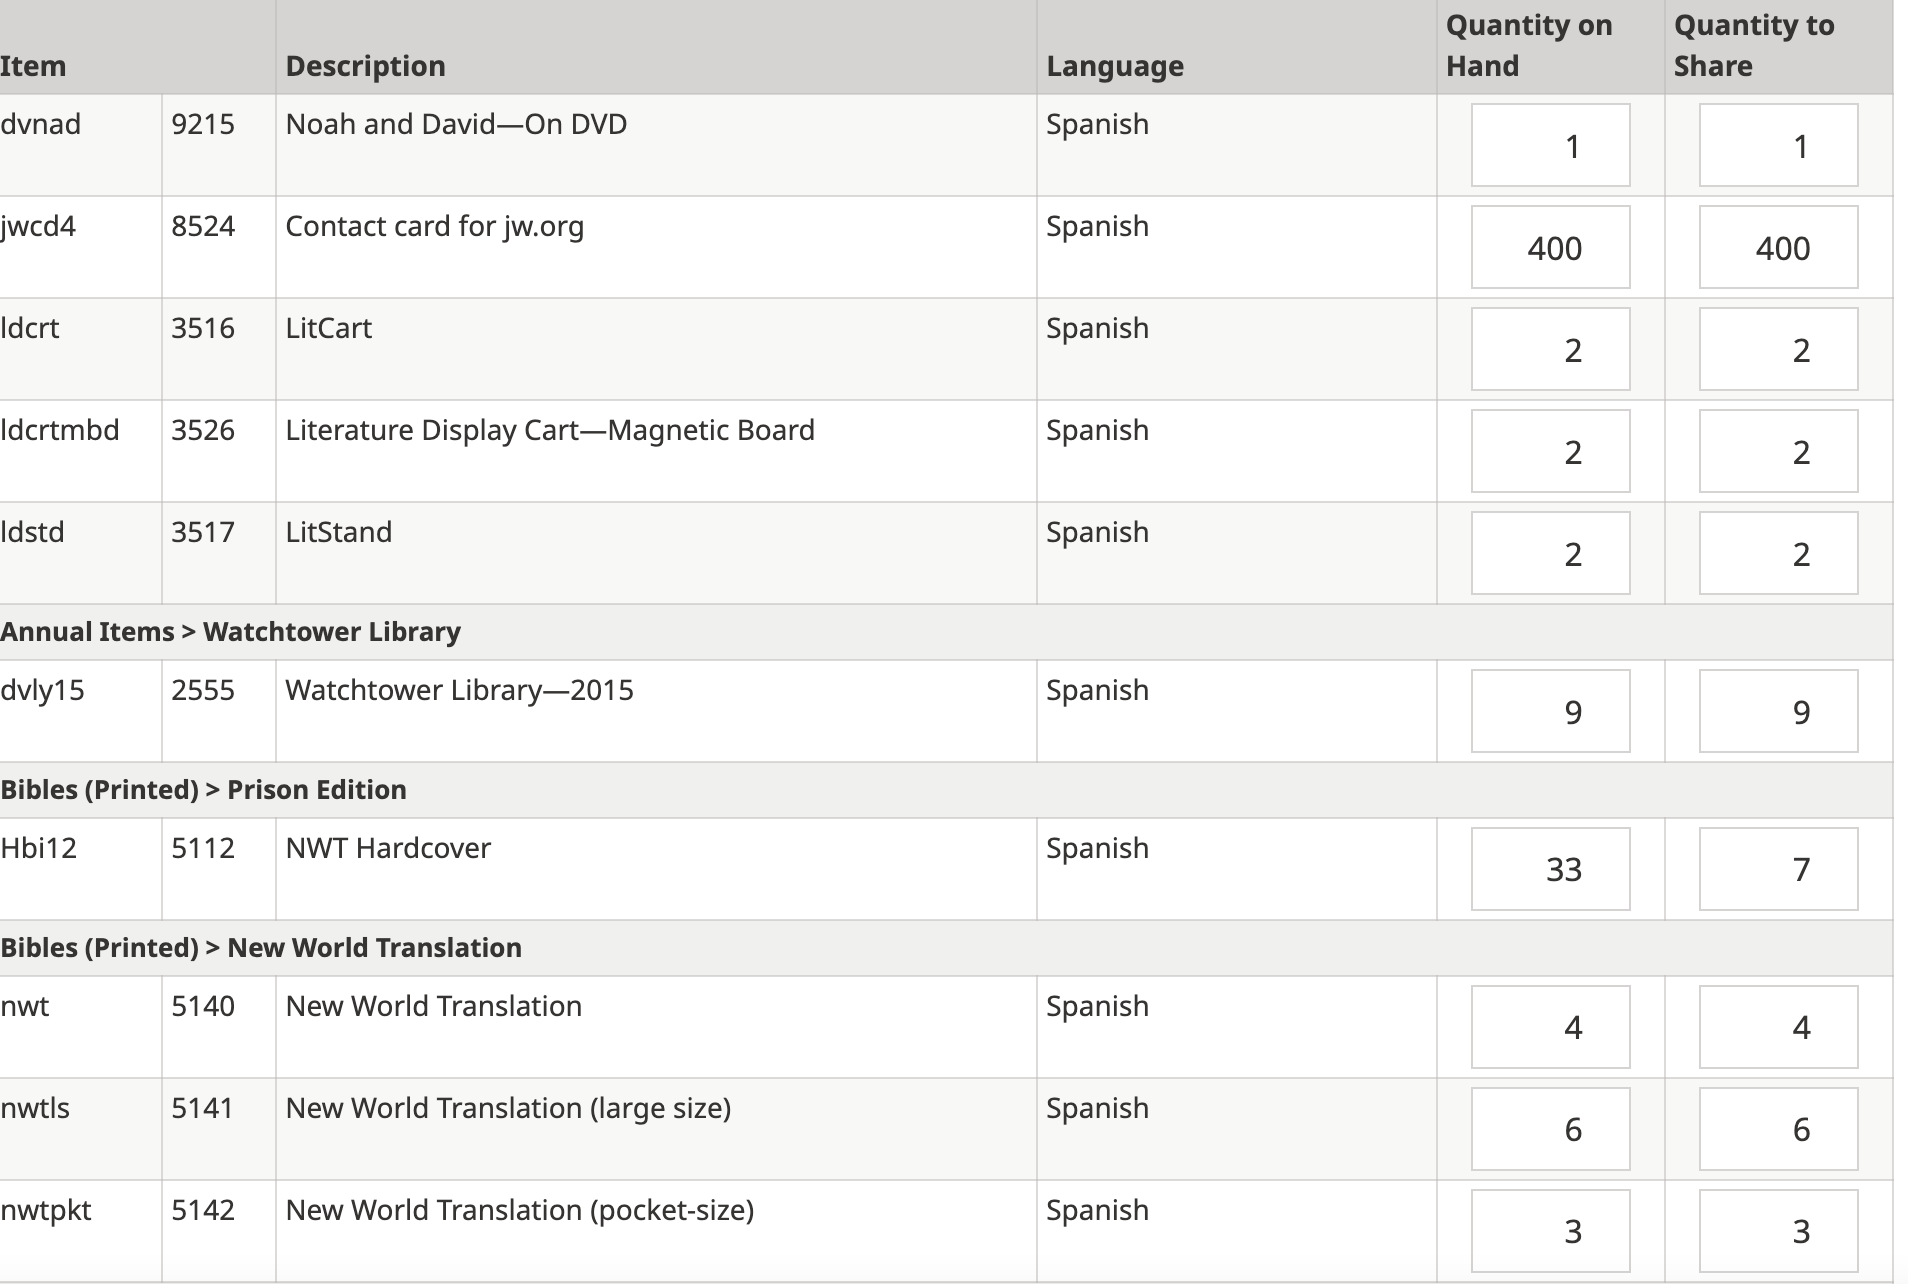 Item Description Language Quantity on Hand Quantity to Share
dvnad 9215 Noah and David—On DVD Spanish 1 1
jwcd4 8524 Contact card for jw.org Spanish 400 400
ldcrt 3516 LitCart Spanish 2 2
ldcrtmbd 3526 Literature Display Cart—Magnetic Board Spanish 2 2
ldstd 3517 LitStand Spanish 2 2
Annual Items > Watchtower Library
dvly15 2555 Watchtower Library—2015 Spanish 9 9
Bibles (Printed) > Prison Edition
Hbi12 5112 NWT Hardcover Spanish 33 7
Bibles (Printed) > New World Translation
nwt 5140 New World Translation Spanish 4 4
nwtls 5141 New World Translation (large size) Spanish 6 6
nwtpkt 5142 New World Translation (pocket-size) Spanish 3 3